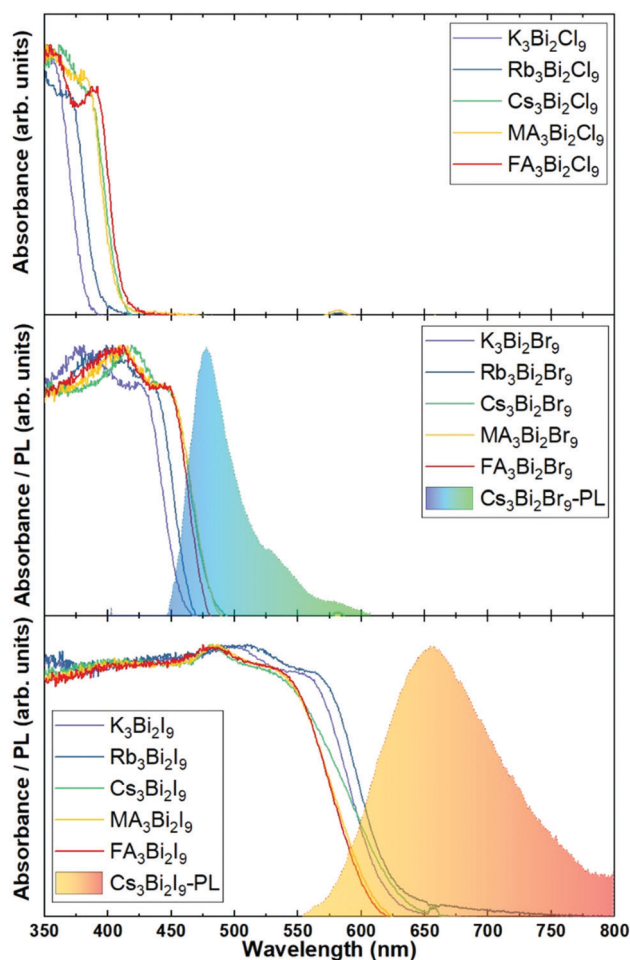 Absorbance (arb. units)
K₃Bi₂Cl₉
Rb₃Bi₂Cl₉
Cs₃Bi₂Cl₉
MA₃Bi₂Cl₉
FA₃Bi₂Cl₉
Absorbance / PL (arb. units)
K₃Bi₂Br₉
Rb₃Bi₂Br₉
Cs₃Bi₂Br₉
MA₃Bi₂Br₉
FA₃Bi₂Br₉
Cs₃Bi₂Br₉-PL
Absorbance / PL (arb. units)
K₃Bi₂I₉
Rb₃Bi₂I₉
Cs₃Bi₂I₉
MA₃Bi₂I₉
FA₃Bi₂I₉
Cs₃Bi₂I₉-PL
350 400 450 500 550 600 650 700 750 800
Wavelength (nm)